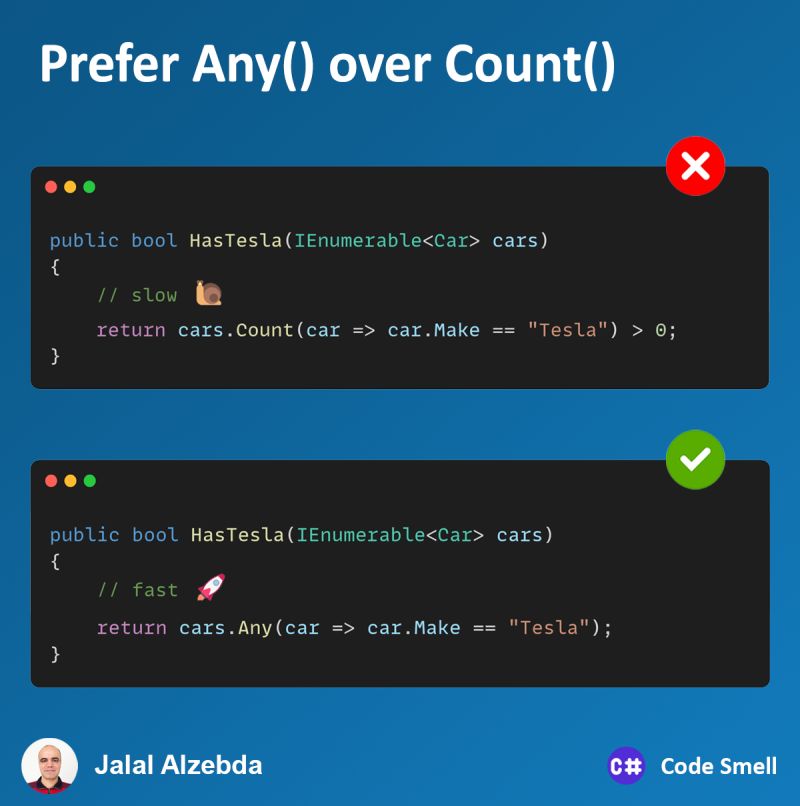 Prefer Any() over Count()
public bool HasTesla(IEnumerable<Car> cars)
{
// slow 🐌
return cars.Count(car => car.Make == "Tesla") > 0;
}
public bool HasTesla(IEnumerable<Car> cars)
{
// fast 🚀
return cars.Any(car => car.Make == "Tesla");
}
Jalal Alzebda
C# Code Smell